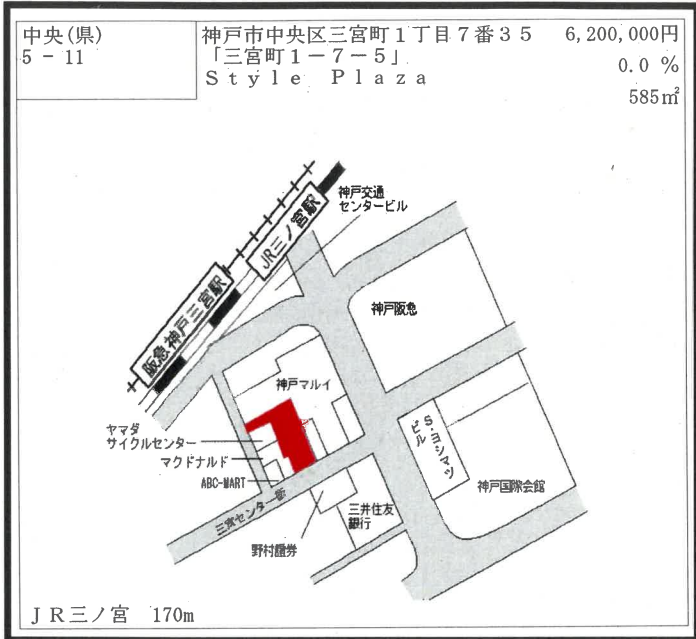 中央(県)
5-11
神戸市中央区三宮町1丁目7番35
「三宮町1-7-5」
Style Plaza
6,200,000円
0.0 %
585㎡
神戸交通
センタービル
JR三ノ宮駅
阪急神戸三宮駅
神戸阪急
神戸マルイ
ヤマダ
サイクルセンター
マクドナルド
ABC-MART
S.ヨシマツ
ビル
神戸国際会館
三宮センター街
三井住友
銀行
野村證券
JR三ノ宮 170m